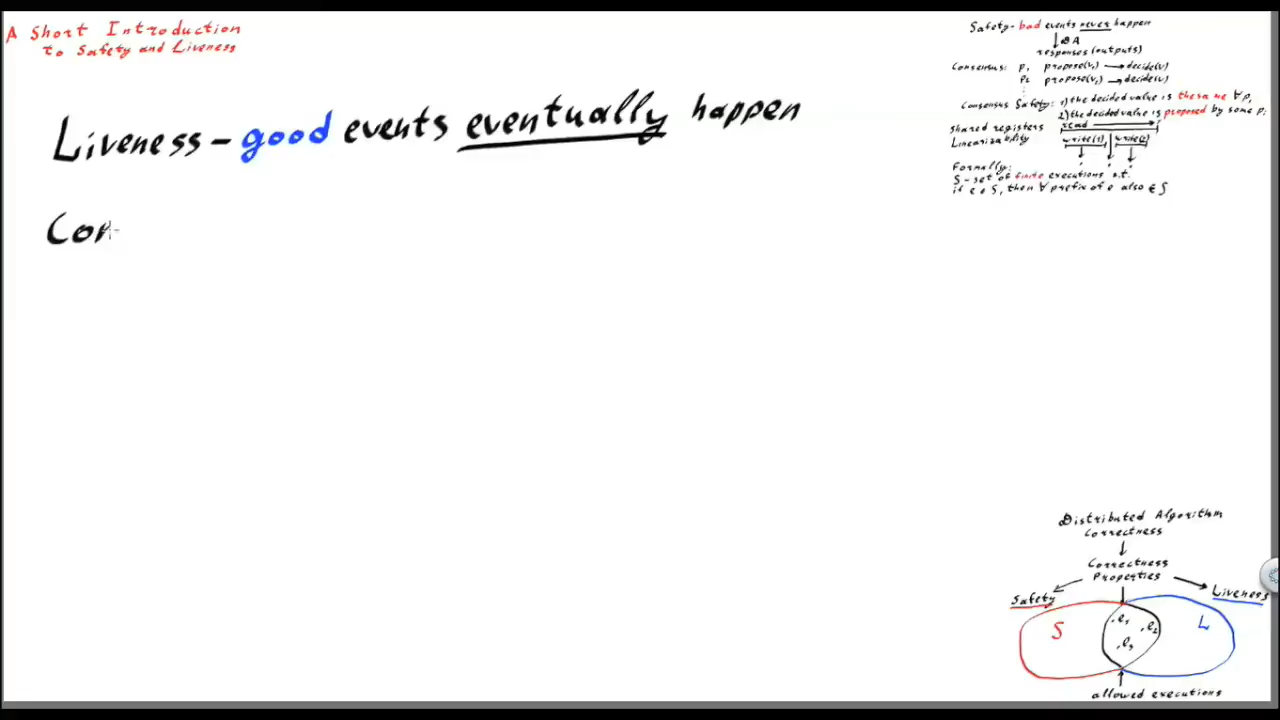 A Short Introduction
to Safety and Liveness
Liveness - good events eventually happen
Con
Safety - bad events never happen
DA
responses (outputs)
Consensus: P1 propose(v1) → decide(v)
P2 propose(v2) → decide(v)
Consensus Safety: 1) the decided value is the same ∀ Pi
2) the decided value is proposed by some Pi
Shared registers
Linearizability
read
write(1) write(2)
Formally:
S - set of finite executions s.t.
if e ∈ S, then ∀ prefix of e also ∈ S
Distributed Algorithm
Correctness
Correctness
Properties
Safety Liveness
S L
.e1 .e2
.e3
allowed executions